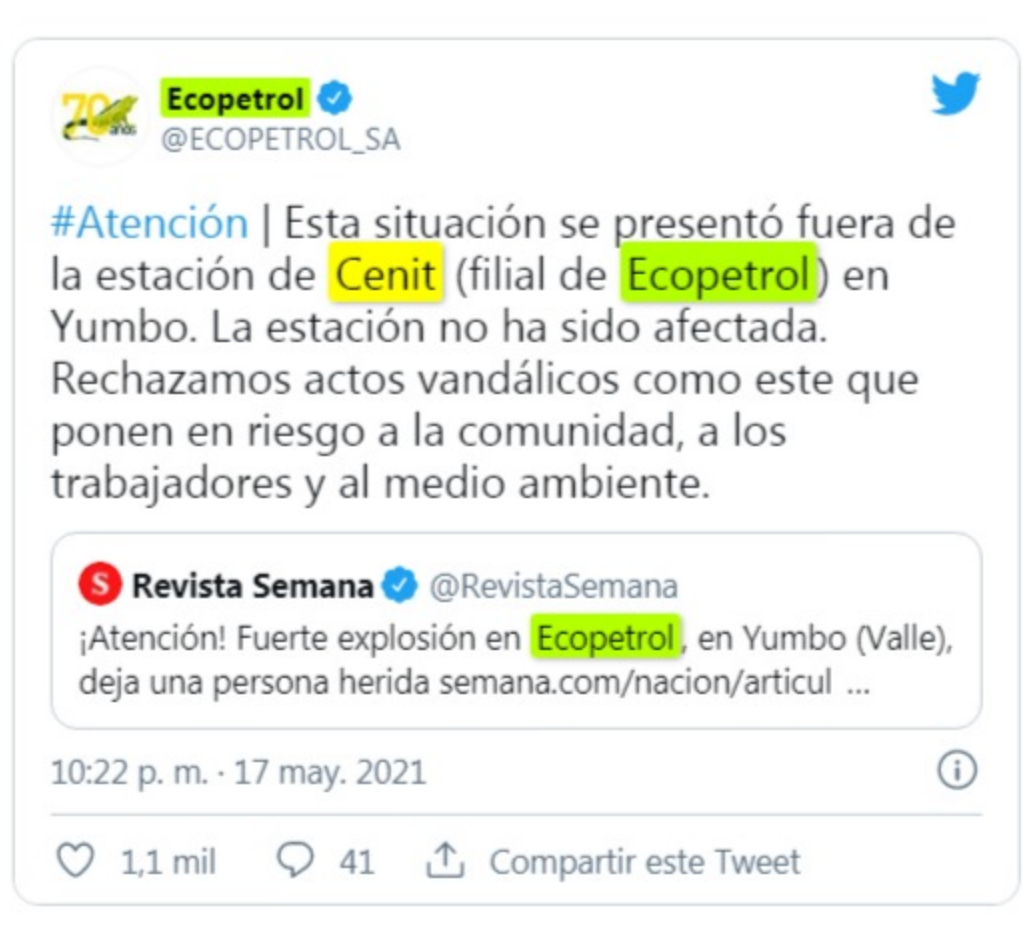 70
años
Ecopetrol
@ECOPETROL_SA
#Atención | Esta situación se presentó fuera de
la estación de Cenit (filial de Ecopetrol) en
Yumbo. La estación no ha sido afectada.
Rechazamos actos vandálicos como este que
ponen en riesgo a la comunidad, a los
trabajadores y al medio ambiente.
S Revista Semana @RevistaSemana
¡Atención! Fuerte explosión en Ecopetrol, en Yumbo (Valle),
deja una persona herida semana.com/nacion/articul ...
10:22 p. m. · 17 may. 2021
1,1 mil 41 Compartir este Tweet